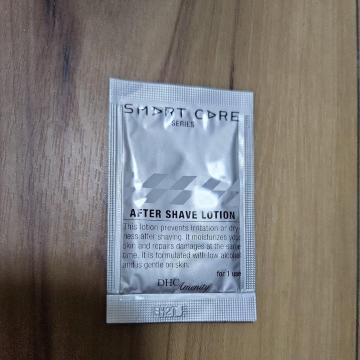 SMART CARE
SERIES
AFTER SHAVE LOTION
This lotion prevents irritation or dry-
ness after shaving. It moisturizes your
skin and repairs damages at the same
time. It is formulated with low alcohol
and is gentle on skin.
for 1 use
DHC Amenity